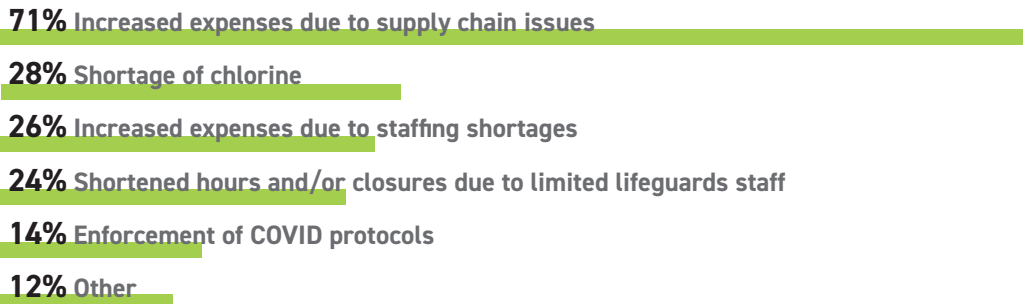 71% Increased expenses due to supply chain issues
28% Shortage of chlorine
26% Increased expenses due to staffing shortages
24% Shortened hours and/or closures due to limited lifeguards staff
14% Enforcement of COVID protocols
12% Other